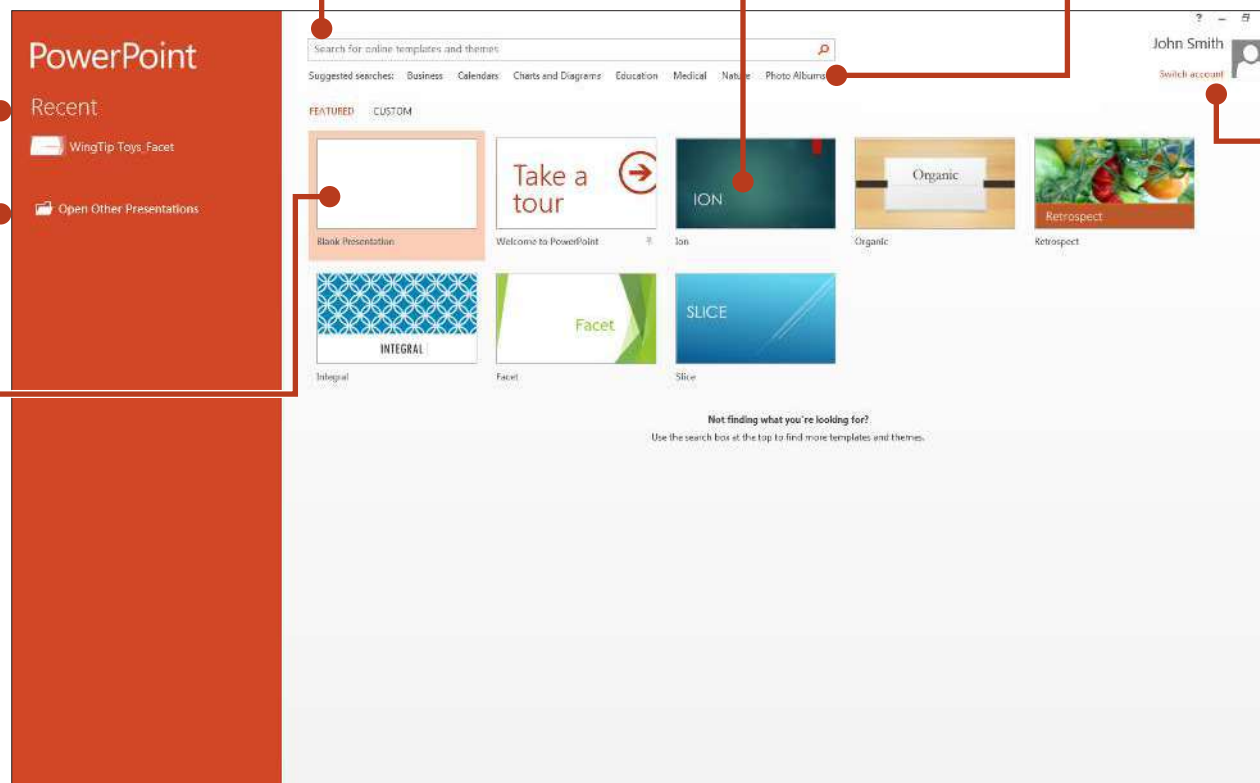 PowerPoint
Recent
WingTip Toys_Facet
Open Other Presentations
Search for online templates and themes
Suggested searches: Business Calendars Charts and Diagrams Education Medical Nature Photo Albums
John Smith
Switch account
FEATURED CUSTOM
Blank Presentation
Take a
tour
Welcome to PowerPoint
ION
Ion
Organic
Organic
Retrospect
Retrospect
INTEGRAL
Integral
Facet
Facet
SLICE
Slice
Not finding what you're looking for?
Use the search box at the top to find more templates and themes.